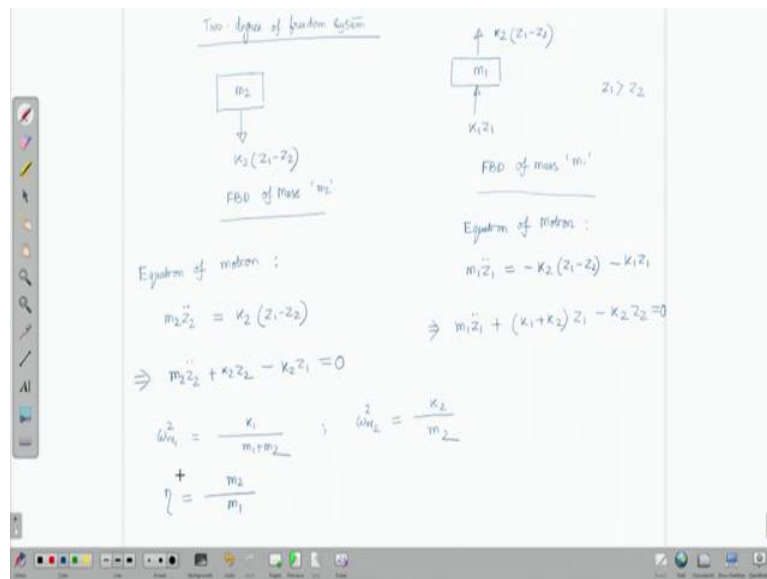 Two-degree of freedom System
m2
K2(Z1-Z2)
FBD of Mass 'm2'
Equation of motion :
m2z̈2 = K2 (Z1-Z2)
⇒ m2z̈2 + K2Z2 - K2Z1 = 0
K2(Z1-Z2)
m1
Z1 > Z2
K1Z1
FBD of mass 'm1'
Equation of Motion :
m1z̈1 = -K2 (Z1-Z2) - K1Z1
⇒ m1z̈1 + (K1+K2) Z1 - K2Z2 = 0
ω²n1 = K1 / (m1+m2) ; ω²n2 = K2 / m2
η = m2 / m1